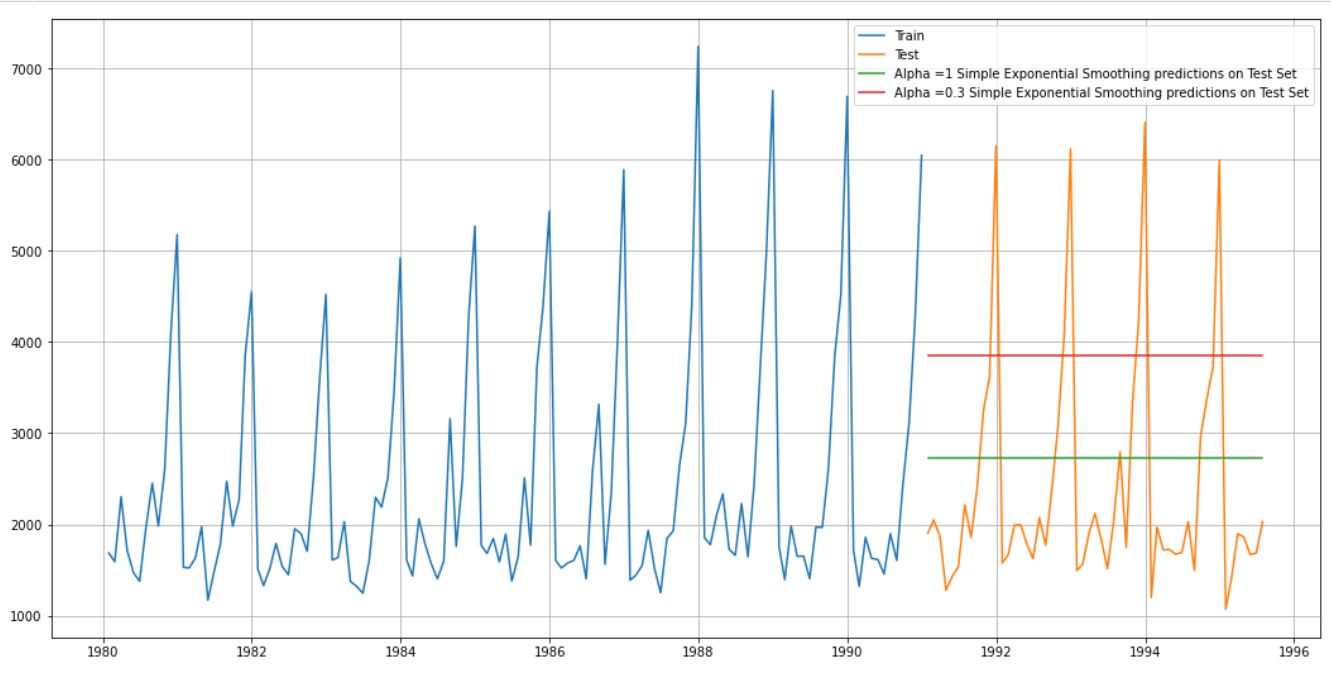 Train
Test
Alpha =1 Simple Exponential Smoothing predictions on Test Set
Alpha =0.3 Simple Exponential Smoothing predictions on Test Set
7000
6000
5000
4000
3000
2000
1000
1980 1982 1984 1986 1988 1990 1992 1994 1996